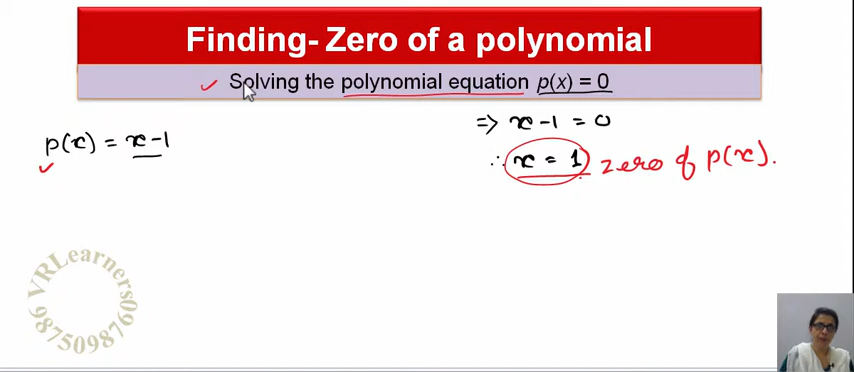 Finding- Zero of a polynomial
✓ Solving the polynomial equation p(x) = 0
p(x) = x-1
⇒ x-1 = 0
∴ x = 1 zero of p(x).
VRLearners
9875098760